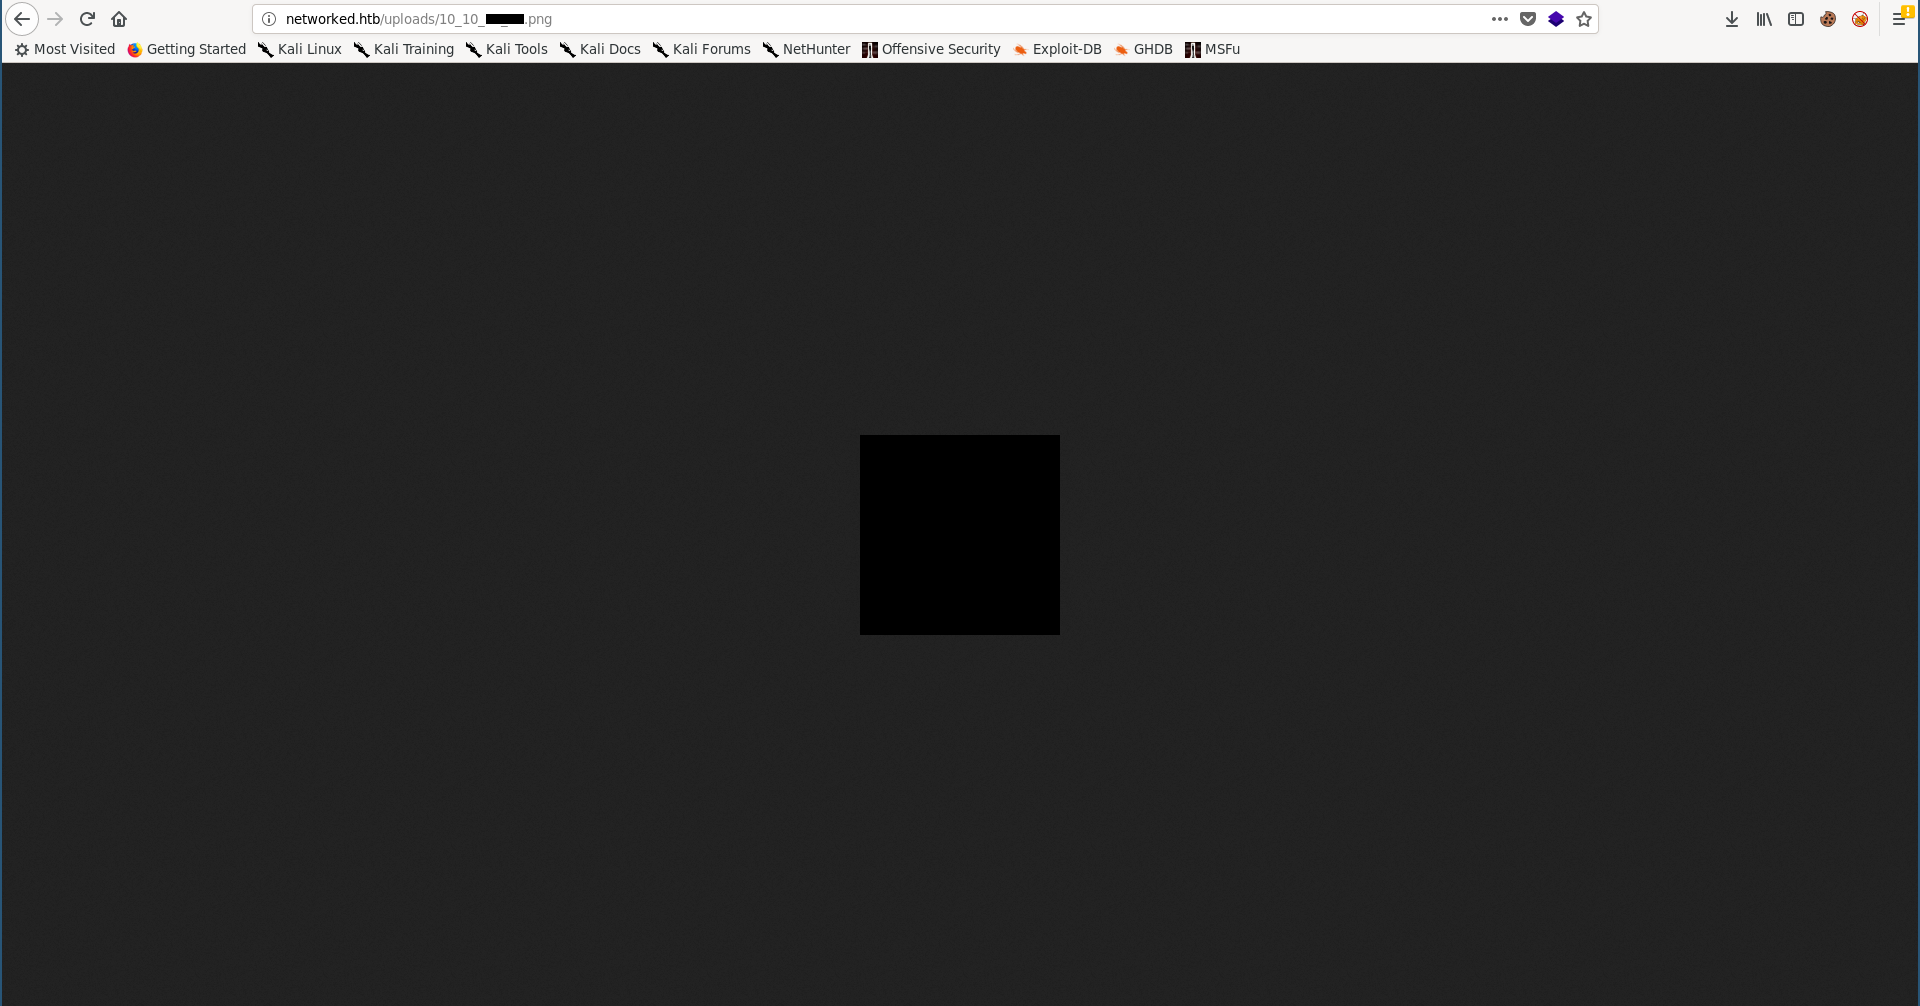 networked.htb/uploads/10_10_ .png
Most Visited Getting Started Kali Linux Kali Training Kali Tools Kali Docs Kali Forums NetHunter Offensive Security Exploit-DB GHDB MSFu